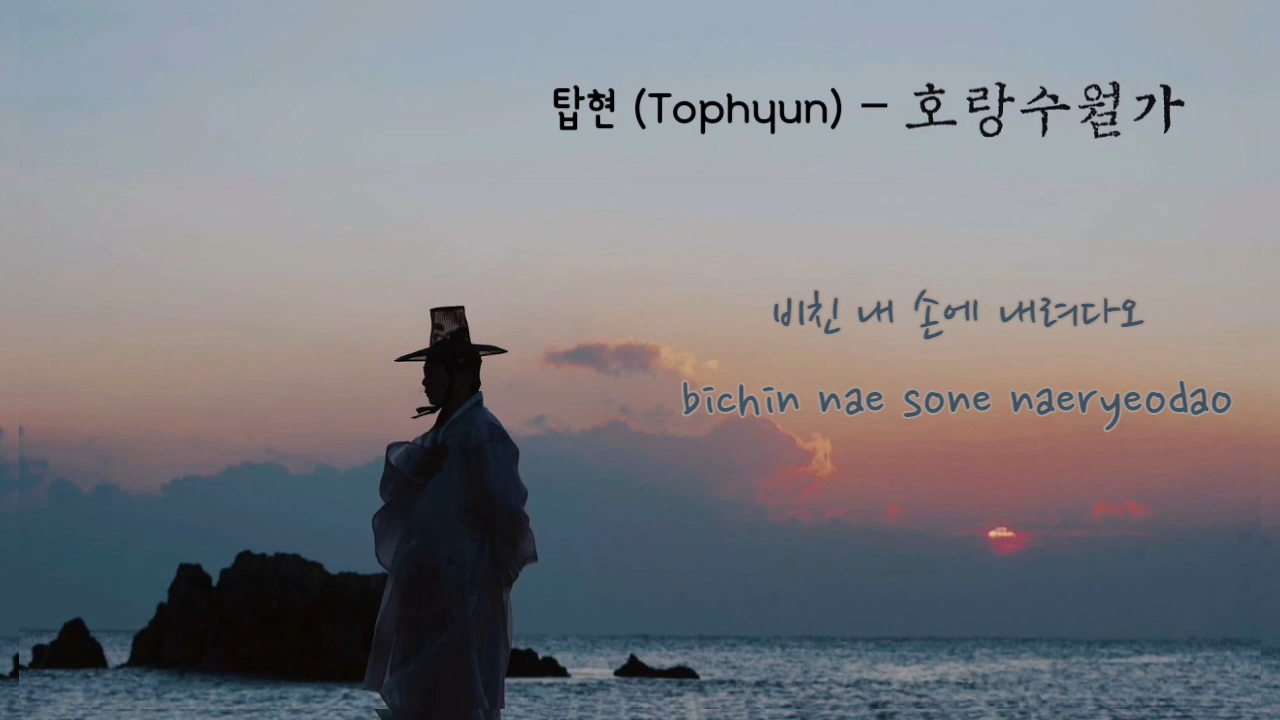 탑현 (Tophyun) - 호랑수월가
비친 내 손에 내려다오
bichin nae sone naeryeodao